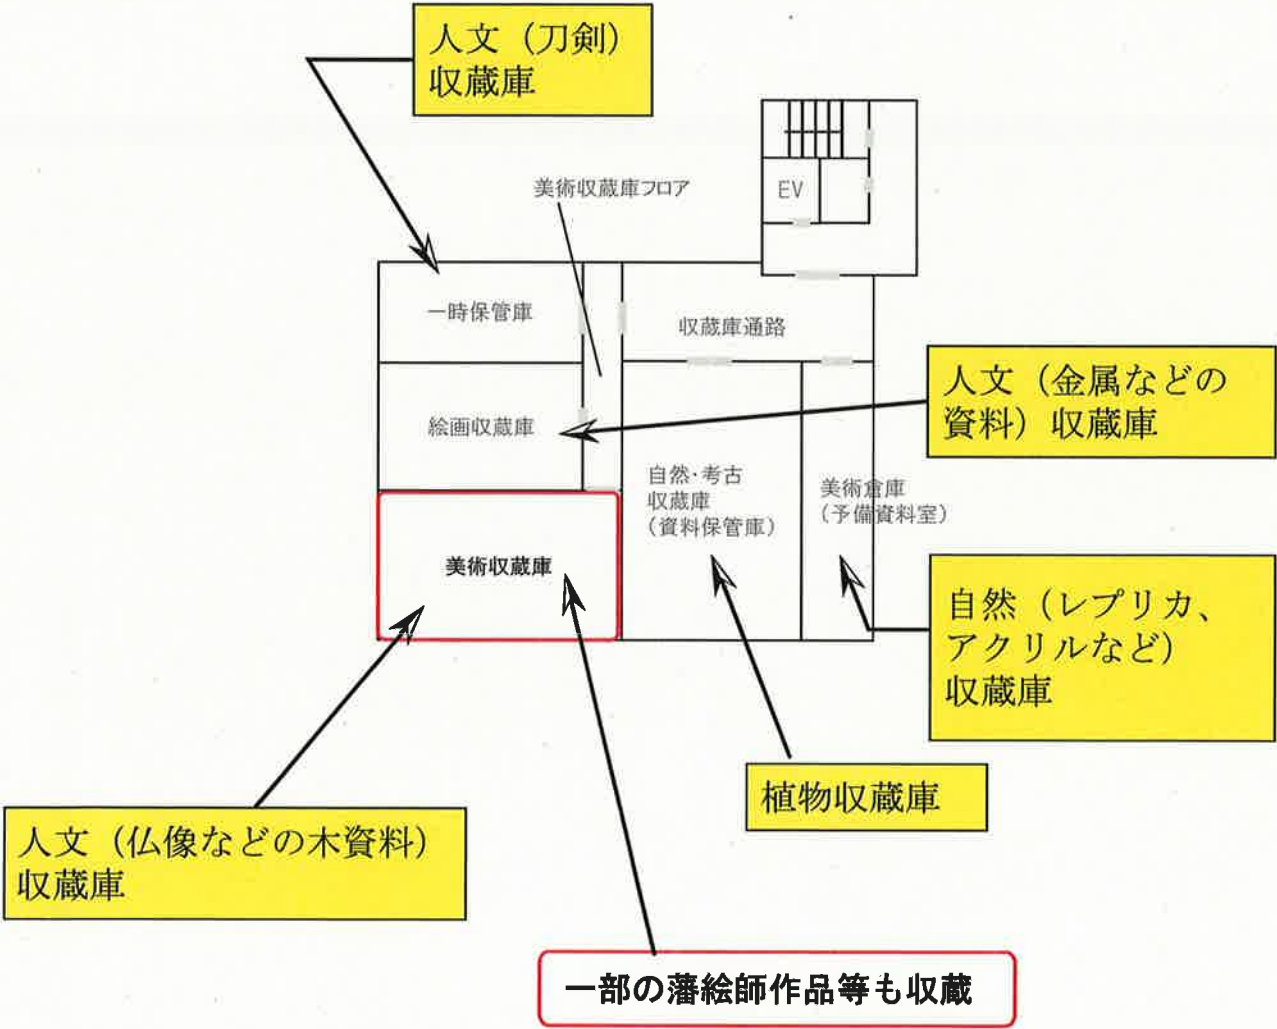 人文（刀剣）
収蔵庫
美術収蔵庫フロア
EV
一時保管庫
収蔵庫通路
人文（金属などの
資料）収蔵庫
絵画収蔵庫
自然・考古
収蔵庫
（資料保管庫）
美術倉庫
（予備資料室）
美術収蔵庫
自然（レプリカ、
アクリルなど）
収蔵庫
植物収蔵庫
人文（仏像などの木資料）
収蔵庫
一部の藩絵師作品等も収蔵